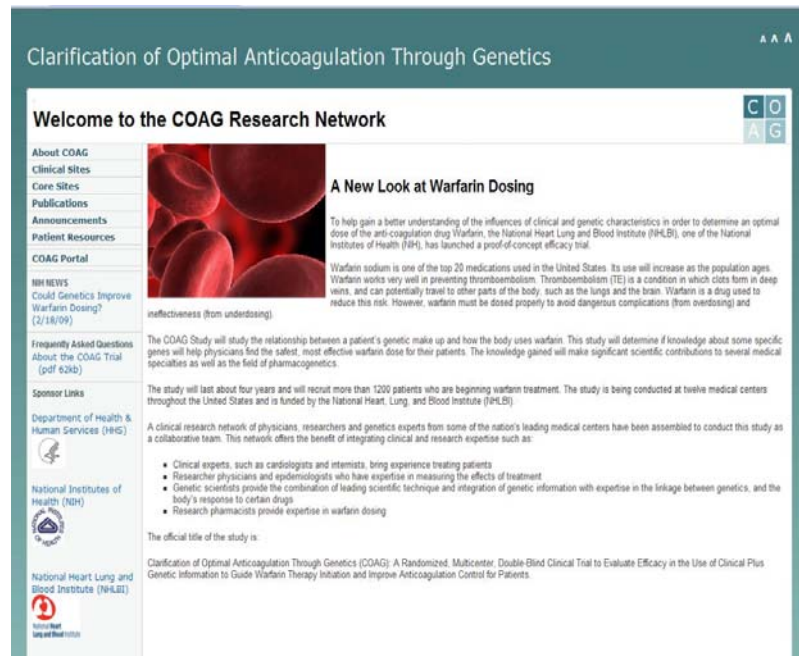 A A A
Clarification of Optimal Anticoagulation Through Genetics
Welcome to the COAG Research Network
C O
A G
About COAG
Clinical Sites
Core Sites
Publications
Announcements
Patient Resources
COAG Portal
NIH NEWS
Could Genetics Improve
Warfarin Dosing?
(2/18/09)
Frequently Asked Questions
About the COAG Trial
(pdf 62kb)
Sponsor Links
Department of Health &
Human Services (HHS)
National Institutes of
Health (NIH)
National Heart Lung and
Blood Institute (NHLBI)
National Heart
Lung and Blood Institute
A New Look at Warfarin Dosing
To help gain a better understanding of the influences of clinical and genetic characteristics in order to determine an optimal
dose of the anti-coagulation drug Warfarin, the National Heart Lung and Blood Institute (NHLBI), one of the National
Institutes of Health (NIH), has launched a proof-of-concept efficacy trial.
Warfarin sodium is one of the top 20 medications used in the United States. Its use will increase as the population ages.
Warfarin works very well in preventing thromboembolism. Thromboembolism (TE) is a condition in which clots form in deep
veins, and can potentially travel to other parts of the body, such as the lungs and the brain. Warfarin is a drug used to
reduce this risk. However, warfarin must be dosed properly to avoid dangerous complications (from overdosing) and
ineffectiveness (from underdosing).
The COAG Study will study the relationship between a patient's genetic make up and how the body uses warfarin. This study will determine if knowledge about some specific
genes will help physicians find the safest, most effective warfarin dose for their patients. The knowledge gained will make significant scientific contributions to several medical
specialties as well as the field of pharmacogenetics.
The study will last about four years and will recruit more than 1200 patients who are beginning warfarin treatment. The study is being conducted at twelve medical centers
throughout the United States and is funded by the National Heart, Lung, and Blood Institute (NHLBI).
A clinical research network of physicians, researchers and genetics experts from some of the nation's leading medical centers have been assembled to conduct this study as
a collaborative team. This network offers the benefit of integrating clinical and research expertise such as:
Clinical experts, such as cardiologists and internists, bring experience treating patients
Researcher physicians and epidemiologists who have expertise in measuring the effects of treatment
Genetic scientists provide the combination of leading scientific technique and integration of genetic information with expertise in the linkage between genetics, and the
body's response to certain drugs
Research pharmacists provide expertise in warfarin dosing
The official title of the study is:
Clarification of Optimal Anticoagulation Through Genetics (COAG): A Randomized, Multicenter, Double-Blind Clinical Trial to Evaluate Efficacy in the Use of Clinical Plus
Genetic Information to Guide Warfarin Therapy Initiation and Improve Anticoagulation Control for Patients